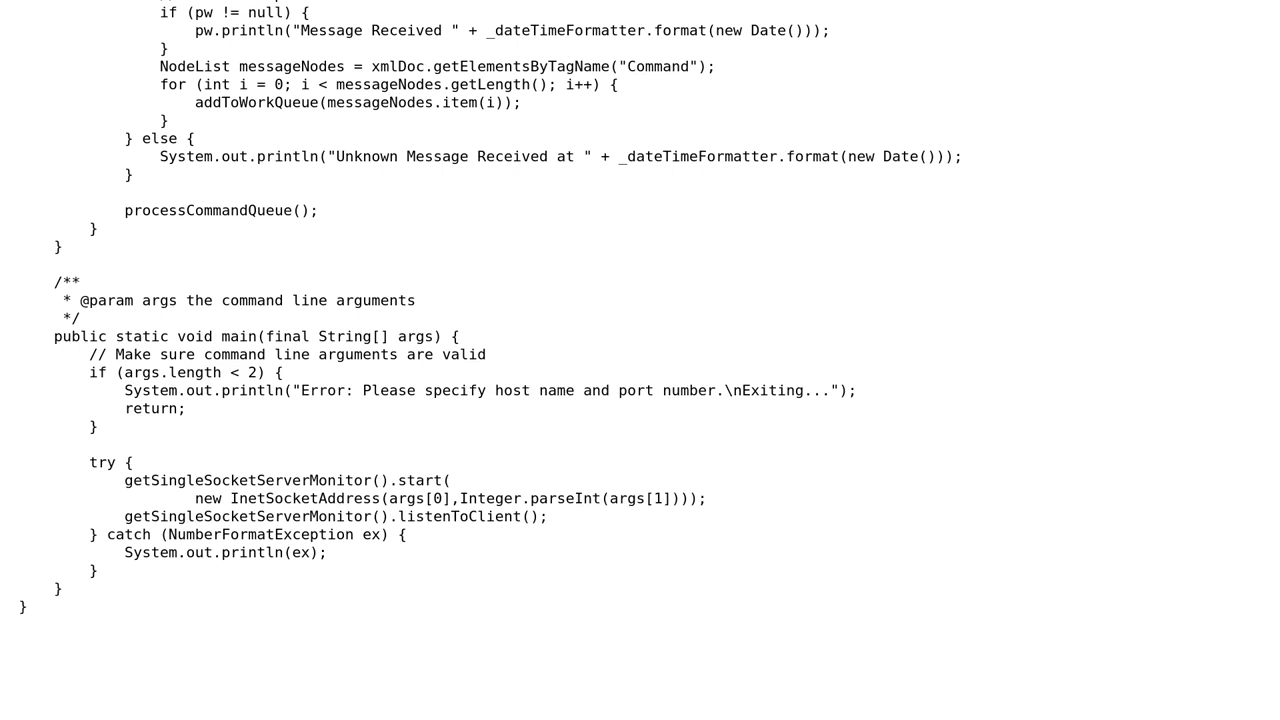 if (pw != null) {
pw.println("Message Received " + _dateTimeFormatter.format(new Date()));
}
NodeList messageNodes = xmlDoc.getElementsByTagName("Command");
for (int i = 0; i < messageNodes.getLength(); i++) {
addToWorkQueue(messageNodes.item(i));
}
} else {
System.out.println("Unknown Message Received at " + _dateTimeFormatter.format(new Date()));
}
processCommandQueue();
}
}
/**
* @param args the command line arguments
*/
public static void main(final String[] args) {
// Make sure command line arguments are valid
if (args.length < 2) {
System.out.println("Error: Please specify host name and port number.\nExiting...");
return;
}
try {
getSingleSocketServerMonitor().start(
new InetSocketAddress(args[0],Integer.parseInt(args[1])));
getSingleSocketServerMonitor().listenToClient();
} catch (NumberFormatException ex) {
System.out.println(ex);
}
}
}